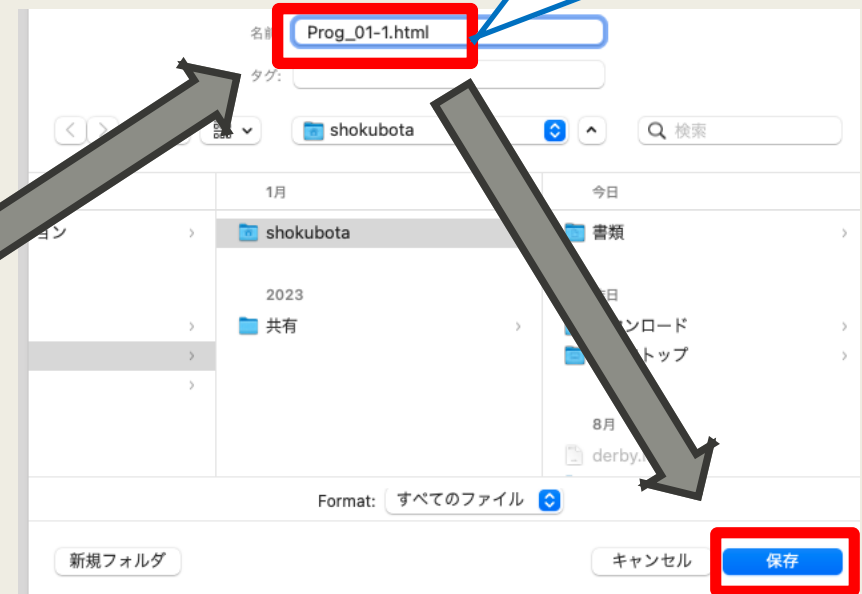 名前
Prog_01-1.html
タグ:
shokubota
検索
1月
今日
ョン
shokubota
書類
2023
共有
ンロード
トップ
8月
derby.
Format: すべてのファイル
新規フォルダ
キャンセル
保存